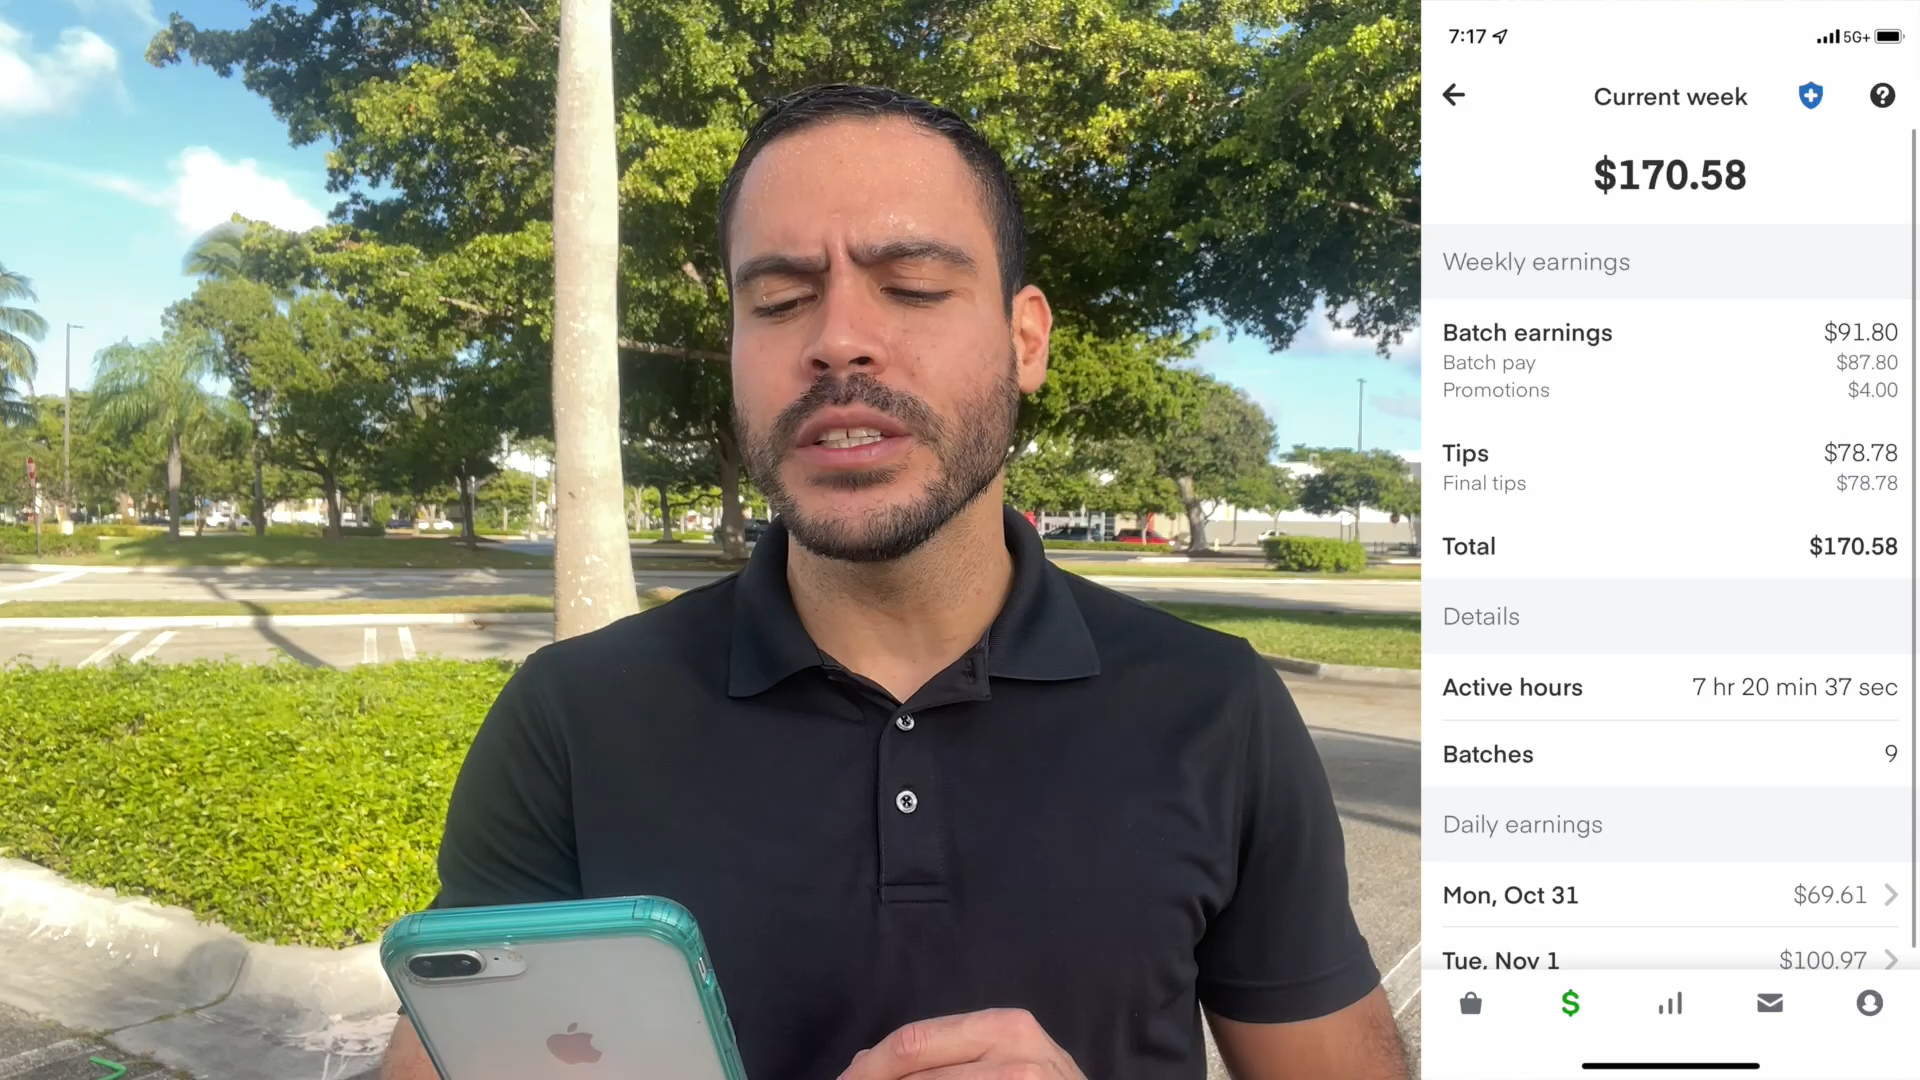 7:17
5G+
Current week
$170.58
Weekly earnings
Batch earnings $91.80
Batch pay $87.80
Promotions $4.00
Tips $78.78
Final tips $78.78
Total $170.58
Details
Active hours 7 hr 20 min 37 sec
Batches 9
Daily earnings
Mon, Oct 31 $69.61
Tue, Nov 1 $100.97